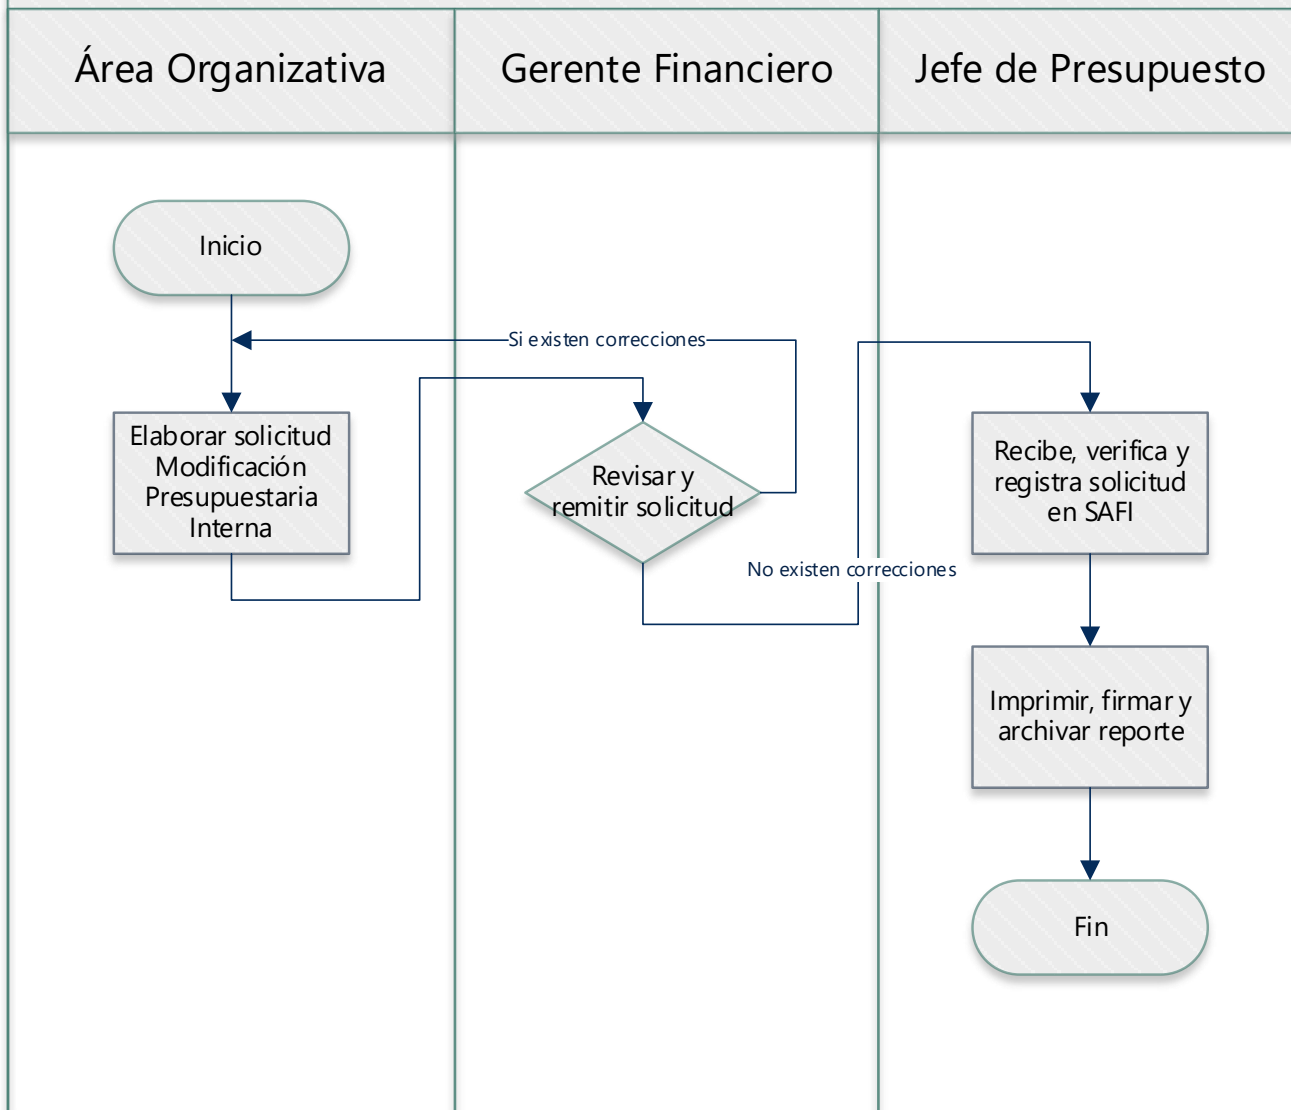 Área Organizativa
Gerente Financiero
Jefe de Presupuesto
Inicio
Si existen correcciones
Elaborar solicitud
Modificación
Presupuestaria
Interna
Revisar y
remitir solicitud
Recibe, verifica y
registra solicitud
en SAFI
No existen correcciones
Imprimir, firmar y
archivar reporte
Fin